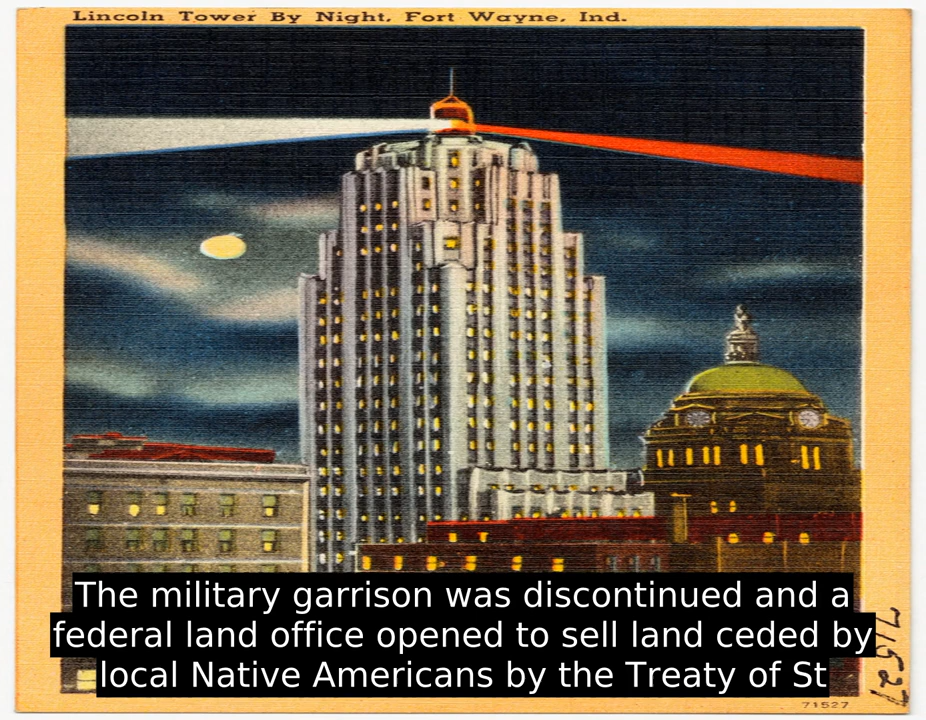 Lincoln Tower By Night, Fort Wayne, Ind.
The military garrison was discontinued and a
federal land office opened to sell land ceded by
local Native Americans by the Treaty of St
71527
71527